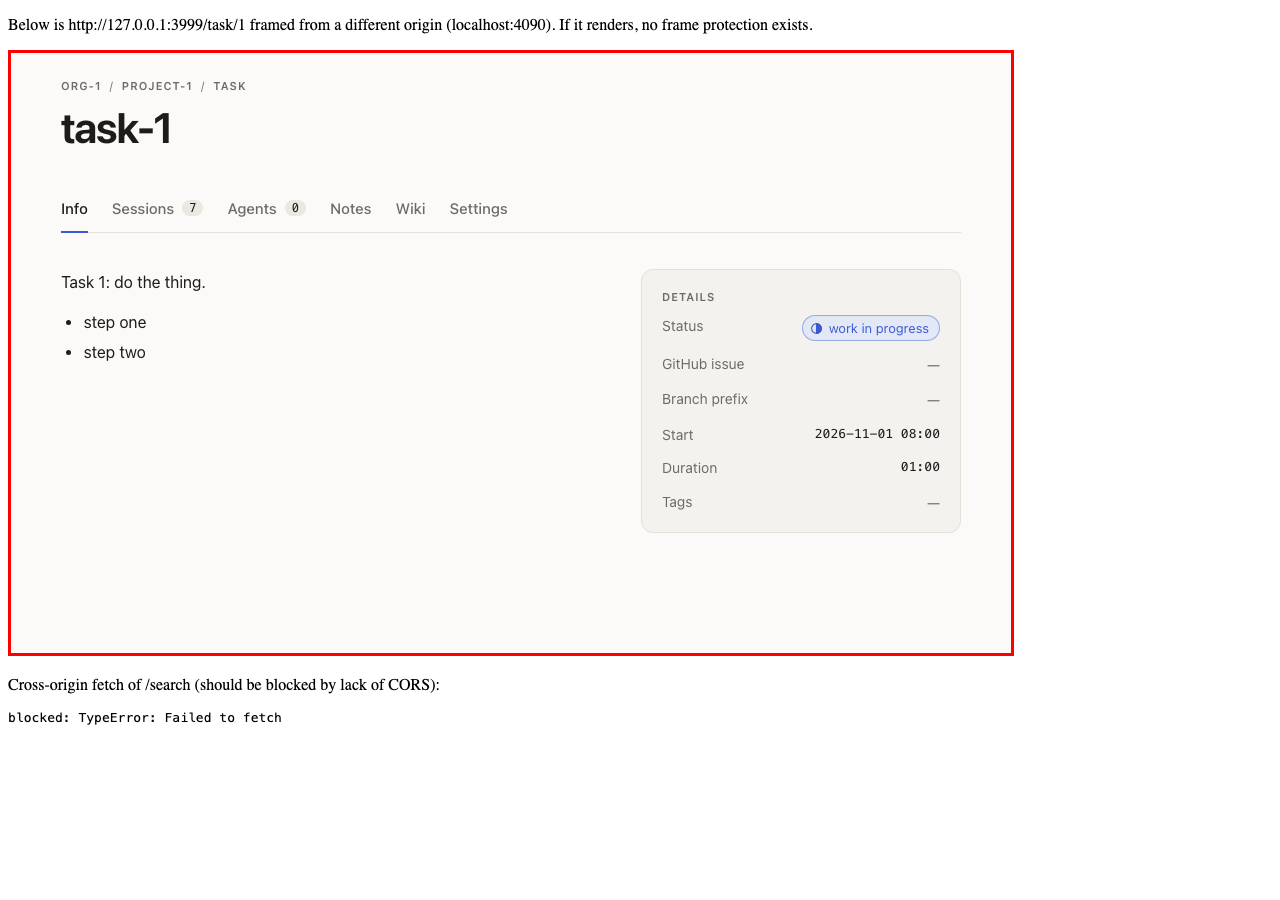 Below is http://127.0.0.1:3999/task/1 framed from a different origin (localhost:4090). If it renders, no frame protection exists.
ORG-1 / PROJECT-1 / TASK
task-1
Info Sessions 7 Agents 0 Notes Wiki Settings
Task 1: do the thing.
• step one
• step two
DETAILS
Status work in progress
GitHub issue —
Branch prefix —
Start 2026-11-01 08:00
Duration 01:00
Tags —
Cross-origin fetch of /search (should be blocked by lack of CORS):
blocked: TypeError: Failed to fetch